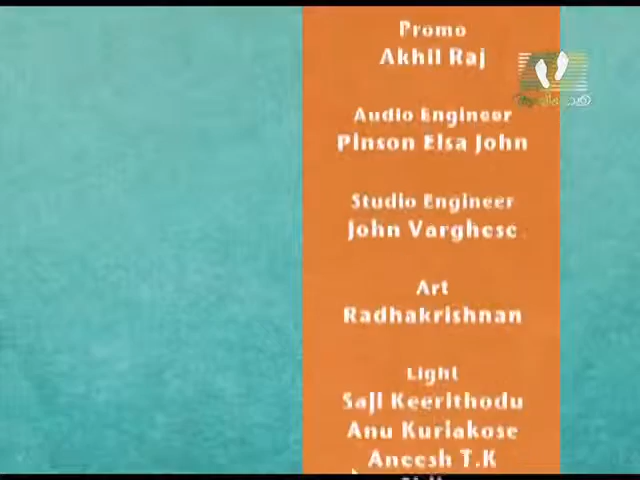 Promo
Akhil Raj
Audio Engineer
Pinson Elsa John
Studio Engineer
John Varghese
Art
Radhakrishnan
Light
Saji Keerithodu
Anu Kuriakose
Aneesh T.K